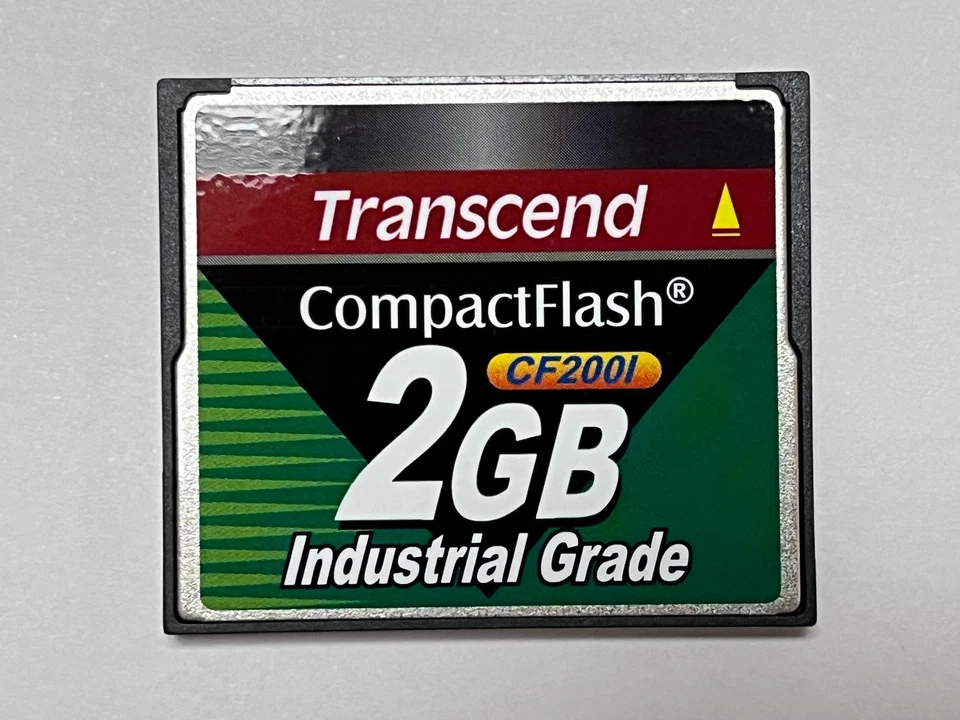 Transcend
CompactFlash®
CF200I
2GB
Industrial Grade